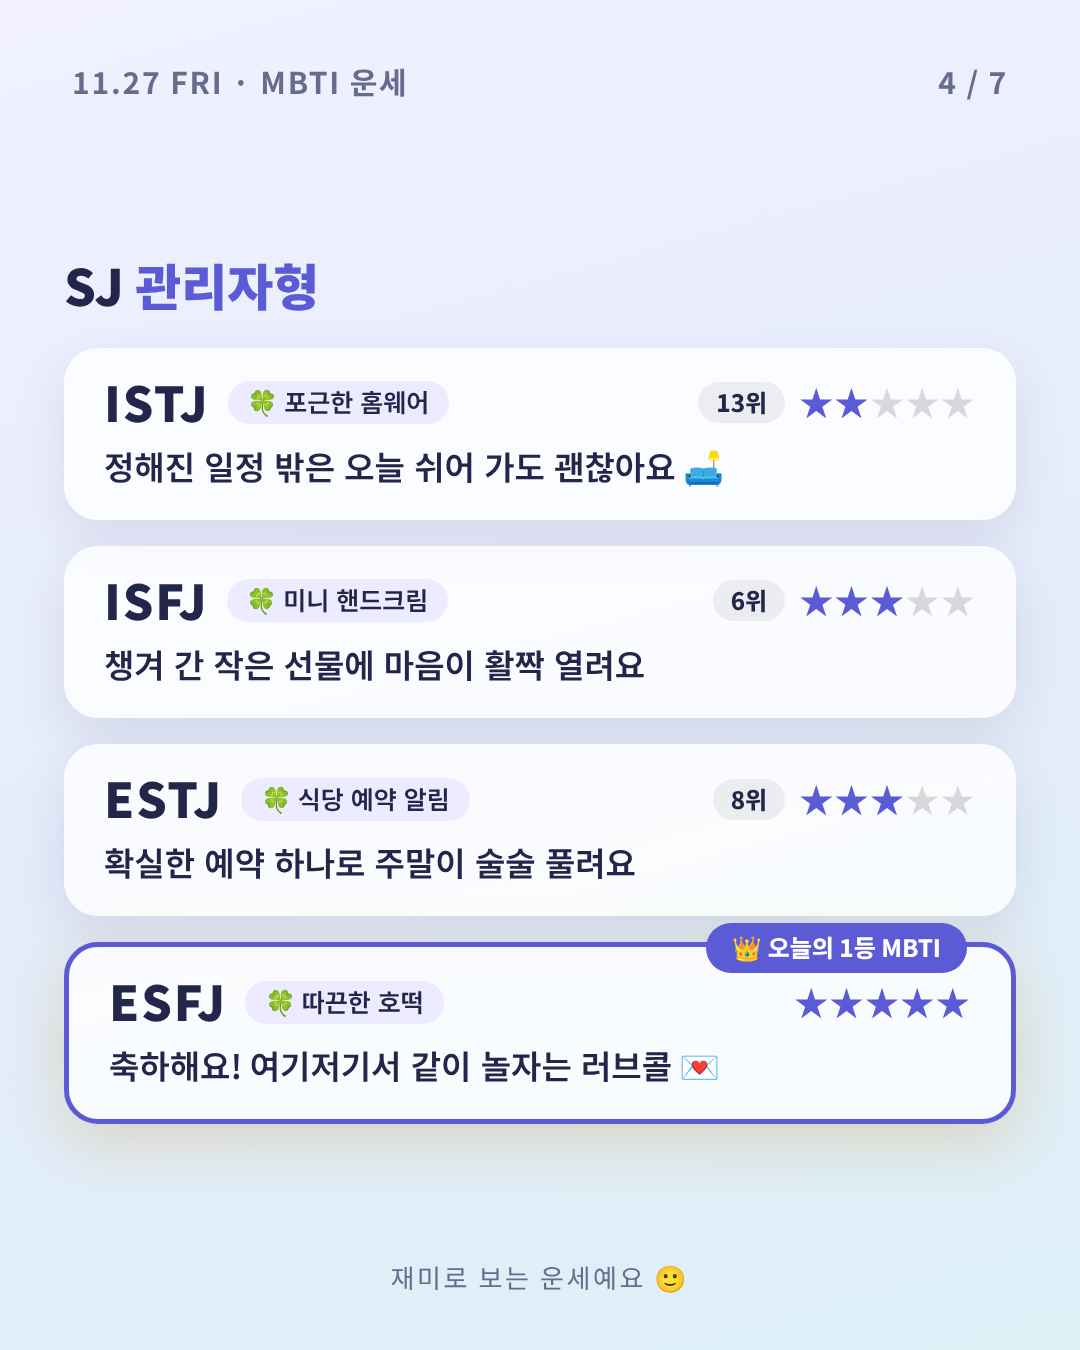 11.27 FRI · MBTI 운세
4 / 7
SJ 관리자형
ISTJ 🍀 포근한 홈웨어 13위 ★★★★★
정해진 일정 밖은 오늘 쉬어 가도 괜찮아요 🛋️
ISFJ 🍀 미니 핸드크림 6위 ★★★★★
챙겨 간 작은 선물에 마음이 활짝 열려요
ESTJ 🍀 식당 예약 알림 8위 ★★★★★
확실한 예약 하나로 주말이 술술 풀려요
👑 오늘의 1등 MBTI
ESFJ 🍀 따끈한 호떡 ★★★★★
축하해요! 여기저기서 같이 놀자는 러브콜 💌
재미로 보는 운세예요 🙂